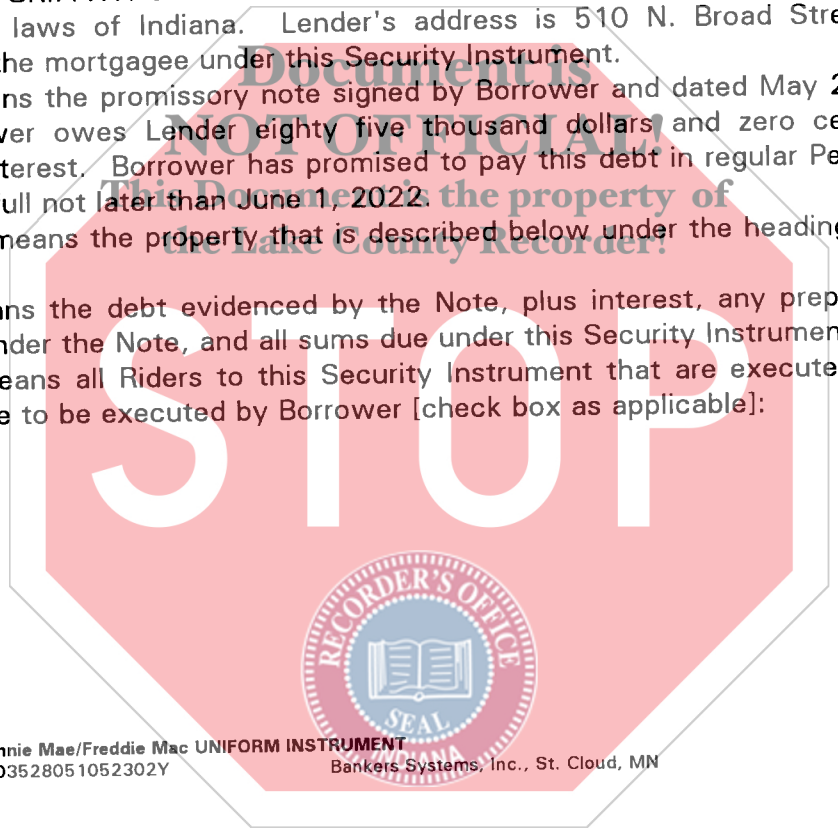 laws of Indiana. Lender's address is 510 N. Broad Stre
he mortgagee under this Security Instrument.
Document is
ns the promissory note signed by Borrower and dated May 2
NOT OFFICIAL!
ver owes Lender eighty five thousand dollars and zero ce
terest. Borrower has promised to pay this debt in regular Pe
This Document is the property of
ull not later than June 1, 2022.
the Lake County Recorder!
means the property that is described below under the heading
ns the debt evidenced by the Note, plus interest, any prep
nder the Note, and all sums due under this Security Instrumen
eans all Riders to this Security Instrument that are execute
e to be executed by Borrower [check box as applicable]:
STOP
RECORDER'S OFFICE
SEAL
INDIANA
nnie Mae/Freddie Mac UNIFORM INSTRUMENT
03528051052302Y
Bankers Systems, Inc., St. Cloud, MN